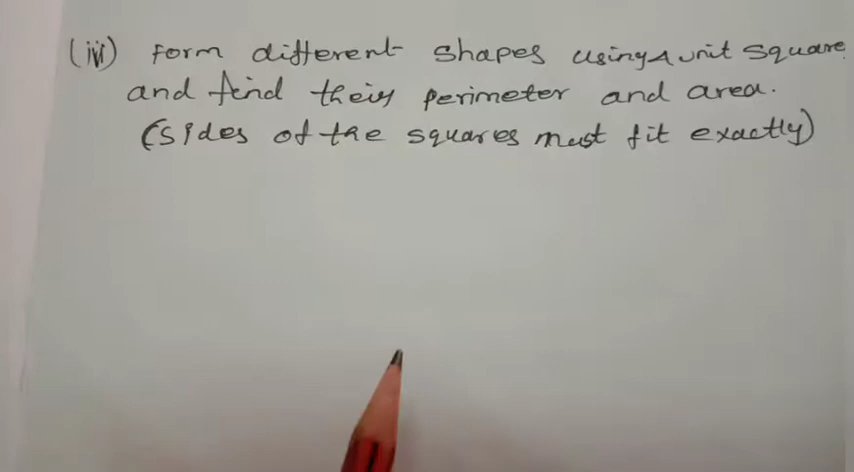 (iii) Form different shapes using 4 unit square
and find their perimeter and area.
(Sides of the squares must fit exactly)